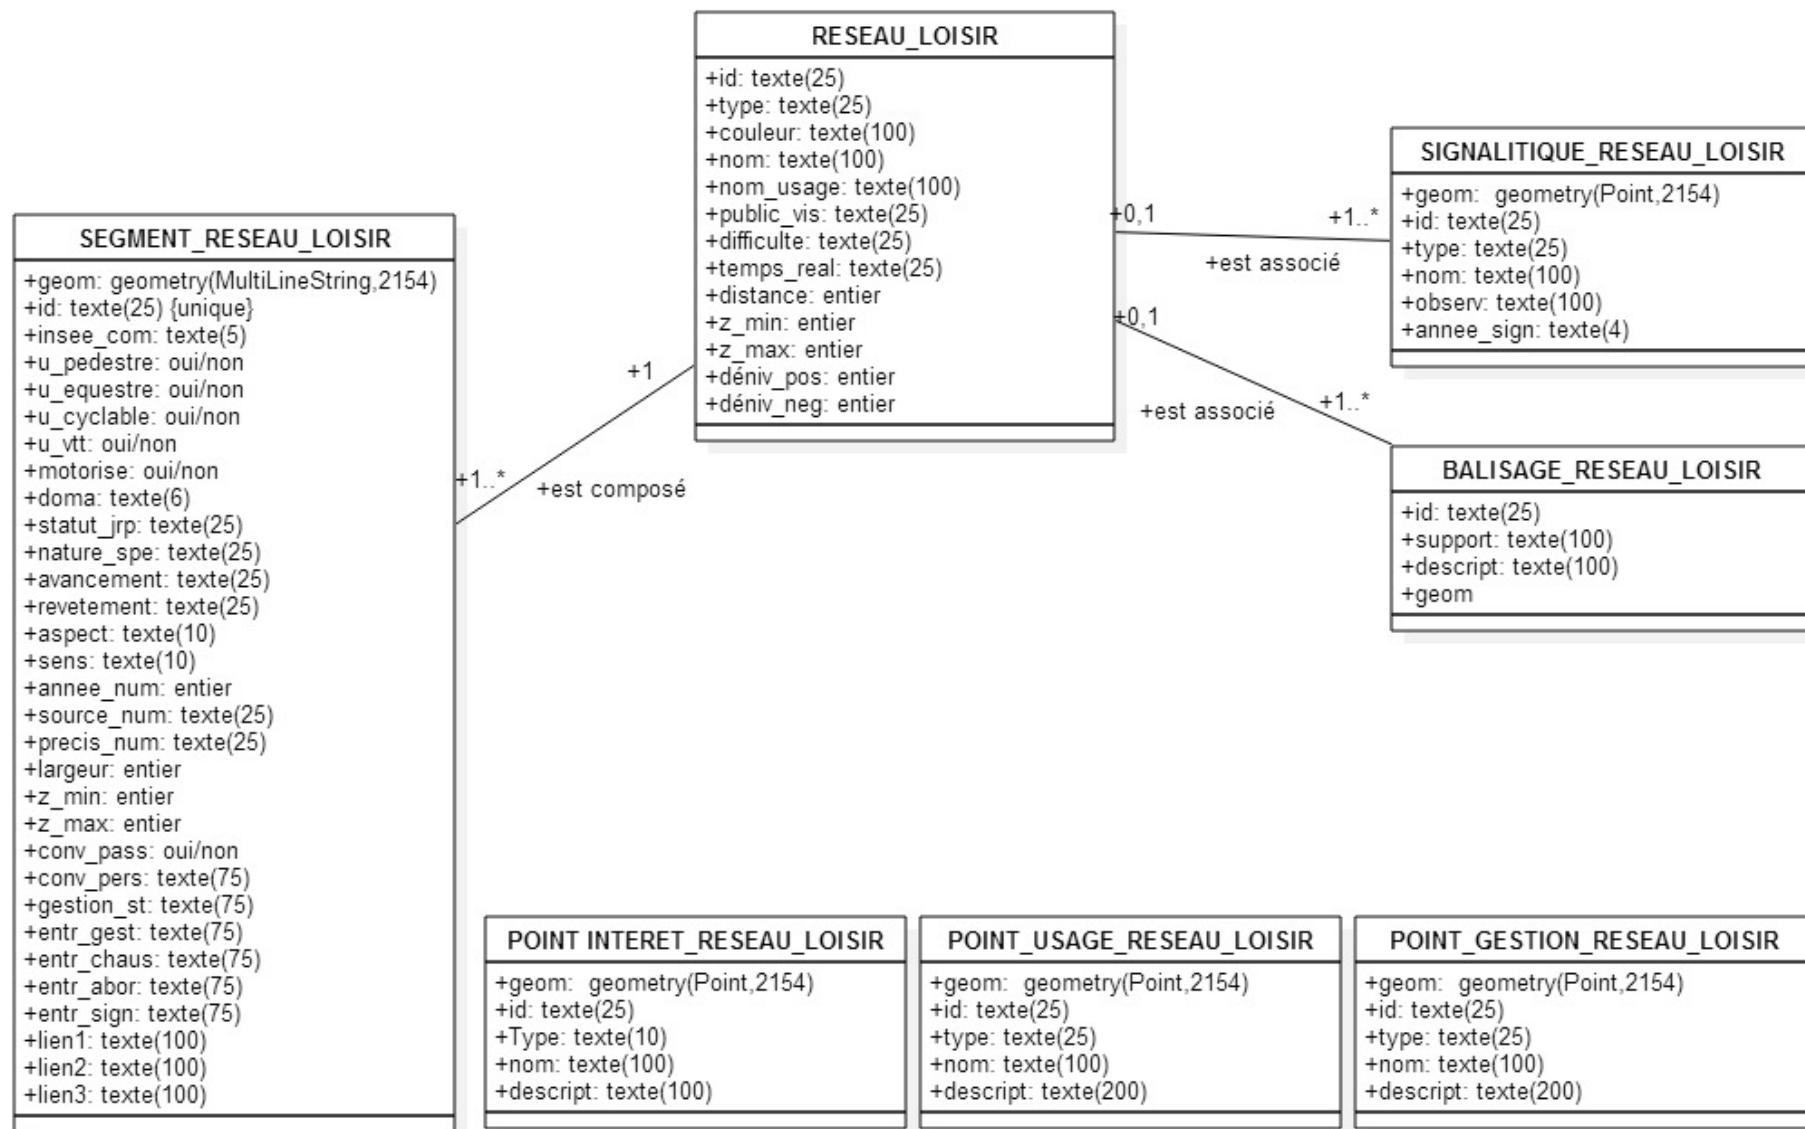 RESEAU_LOISIR
+id: texte(25)
+type: texte(25)
+couleur: texte(100)
+nom: texte(100)
+nom_usage: texte(100)
+public_vis: texte(25)
+difficulte: texte(25)
+temps_real: texte(25)
+distance: entier
+z_min: entier
+z_max: entier
+déniv_pos: entier
+déniv_neg: entier
SIGNALITIQUE_RESEAU_LOISIR
+geom: geometry(Point,2154)
+id: texte(25)
+type: texte(25)
+nom: texte(100)
+observ: texte(100)
+annee_sign: texte(4)
+0,1
+1..*
+est associé
+0,1
+1..*
+est associé
BALISAGE_RESEAU_LOISIR
+id: texte(25)
+support: texte(100)
+descript: texte(100)
+geom
+1
+1..*
+est composé
SEGMENT_RESEAU_LOISIR
+geom: geometry(MultiLineString,2154)
+id: texte(25) {unique}
+insee_com: texte(5)
+u_pedestre: oui/non
+u_equestre: oui/non
+u_cyclable: oui/non
+u_vtt: oui/non
+motorise: oui/non
+doma: texte(6)
+statut_jrp: texte(25)
+nature_spe: texte(25)
+avancement: texte(25)
+revetement: texte(25)
+aspect: texte(10)
+sens: texte(10)
+annee_num: entier
+source_num: texte(25)
+precis_num: texte(25)
+largeur: entier
+z_min: entier
+z_max: entier
+conv_pass: oui/non
+conv_pers: texte(75)
+gestion_st: texte(75)
+entr_gest: texte(75)
+entr_chaus: texte(75)
+entr_abor: texte(75)
+entr_sign: texte(75)
+lien1: texte(100)
+lien2: texte(100)
+lien3: texte(100)
POINT INTERET_RESEAU_LOISIR
+geom: geometry(Point,2154)
+id: texte(25)
+Type: texte(10)
+nom: texte(100)
+descript: texte(100)
POINT_USAGE_RESEAU_LOISIR
+geom: geometry(Point,2154)
+id: texte(25)
+type: texte(25)
+nom: texte(100)
+descript: texte(200)
POINT_GESTION_RESEAU_LOISIR
+geom: geometry(Point,2154)
+id: texte(25)
+type: texte(25)
+nom: texte(100)
+descript: texte(200)